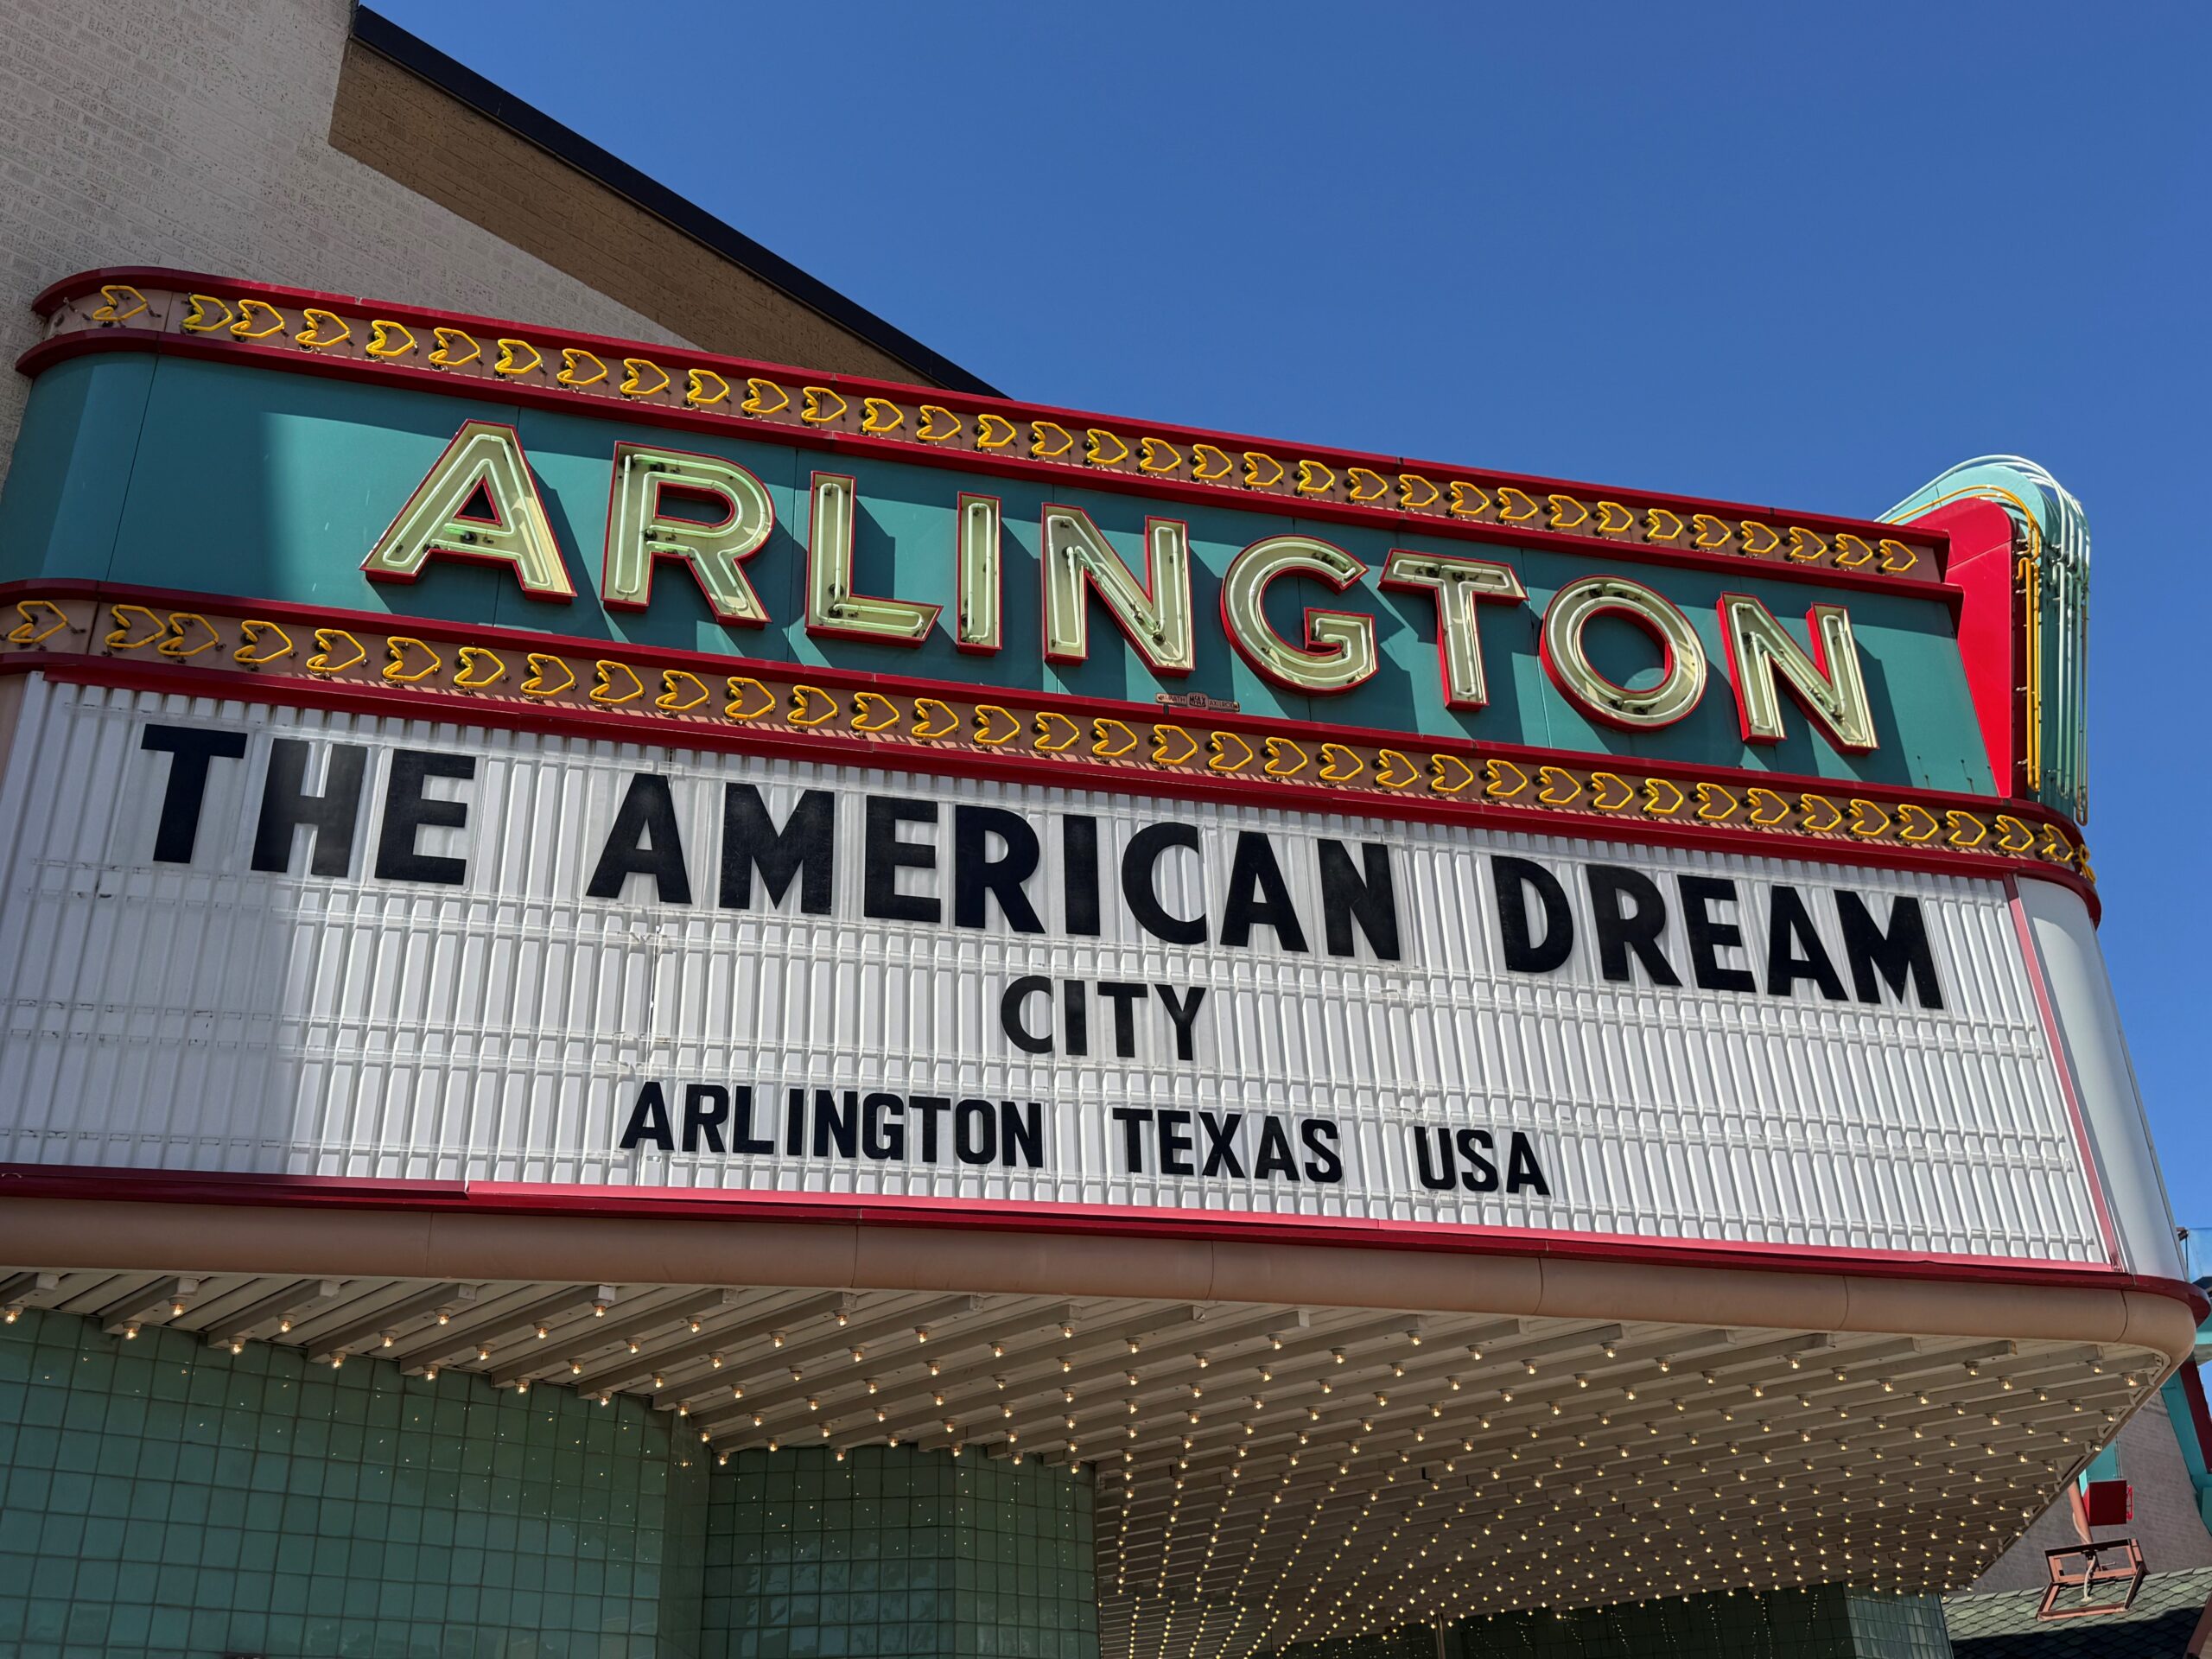 ARLINGTON
THE AMERICAN DREAM
CITY
ARLINGTON TEXAS USA